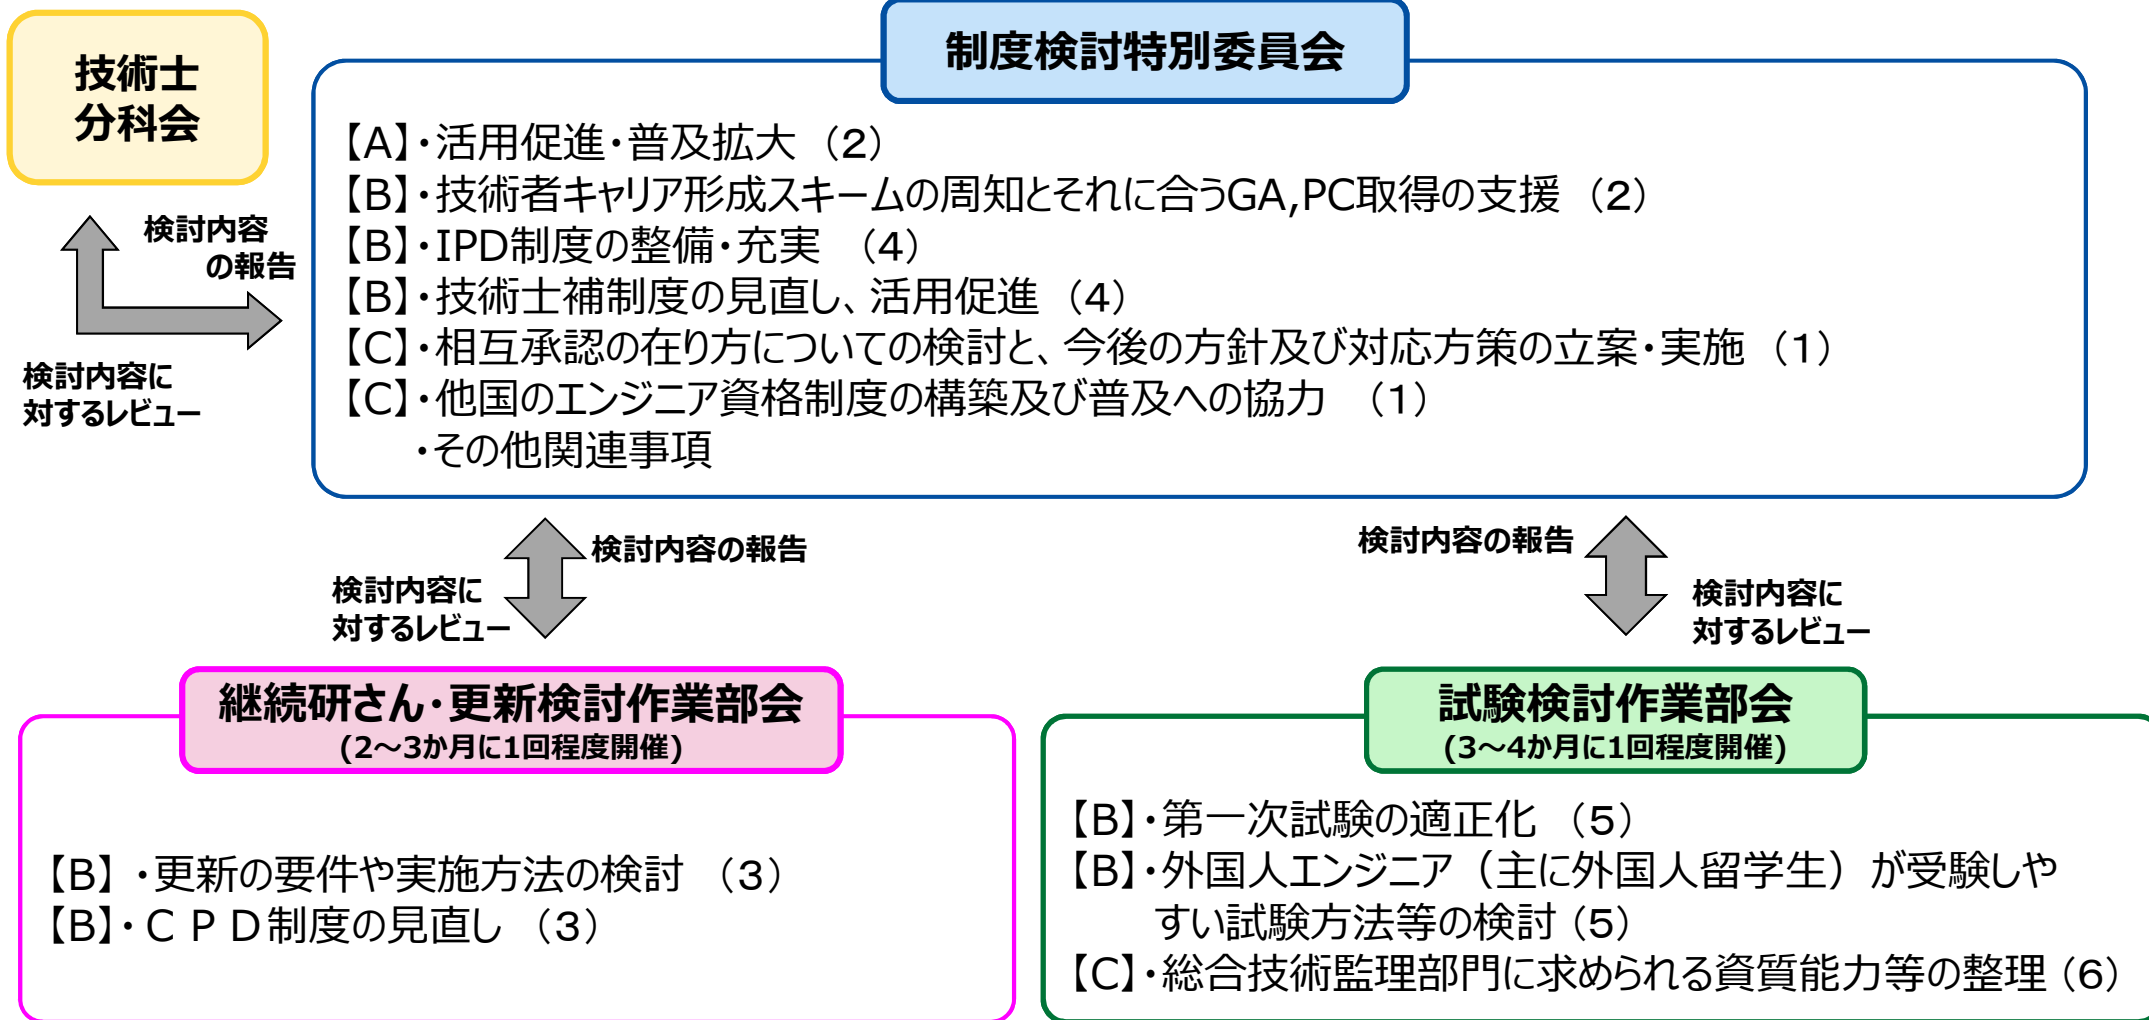 技術士
分科会
制度検討特別委員会
【A】・活用促進・普及拡大 （2）
【B】・技術者キャリア形成スキームの周知とそれに合うGA,PC取得の支援 （2）
【B】・IPD制度の整備・充実 （4）
【B】・技術士補制度の見直し、活用促進 （4）
【C】・相互承認の在り方についての検討と、今後の方針及び対応方策の立案・実施 （1）
【C】・他国のエンジニア資格制度の構築及び普及への協力 （1）
・その他関連事項
検討内容
の報告
検討内容に
対するレビュー
検討内容の報告
検討内容に
対するレビュー
検討内容の報告
検討内容に
対するレビュー
継続研さん・更新検討作業部会
(2～3か月に1回程度開催)
【B】・更新の要件や実施方法の検討 （3）
【B】・ＣＰＤ制度の見直し （3）
試験検討作業部会
(3～4か月に1回程度開催)
【B】・第一次試験の適正化 （5）
【B】・外国人エンジニア（主に外国人留学生）が受験しや
すい試験方法等の検討（5）
【C】・総合技術監理部門に求められる資質能力等の整理（6）